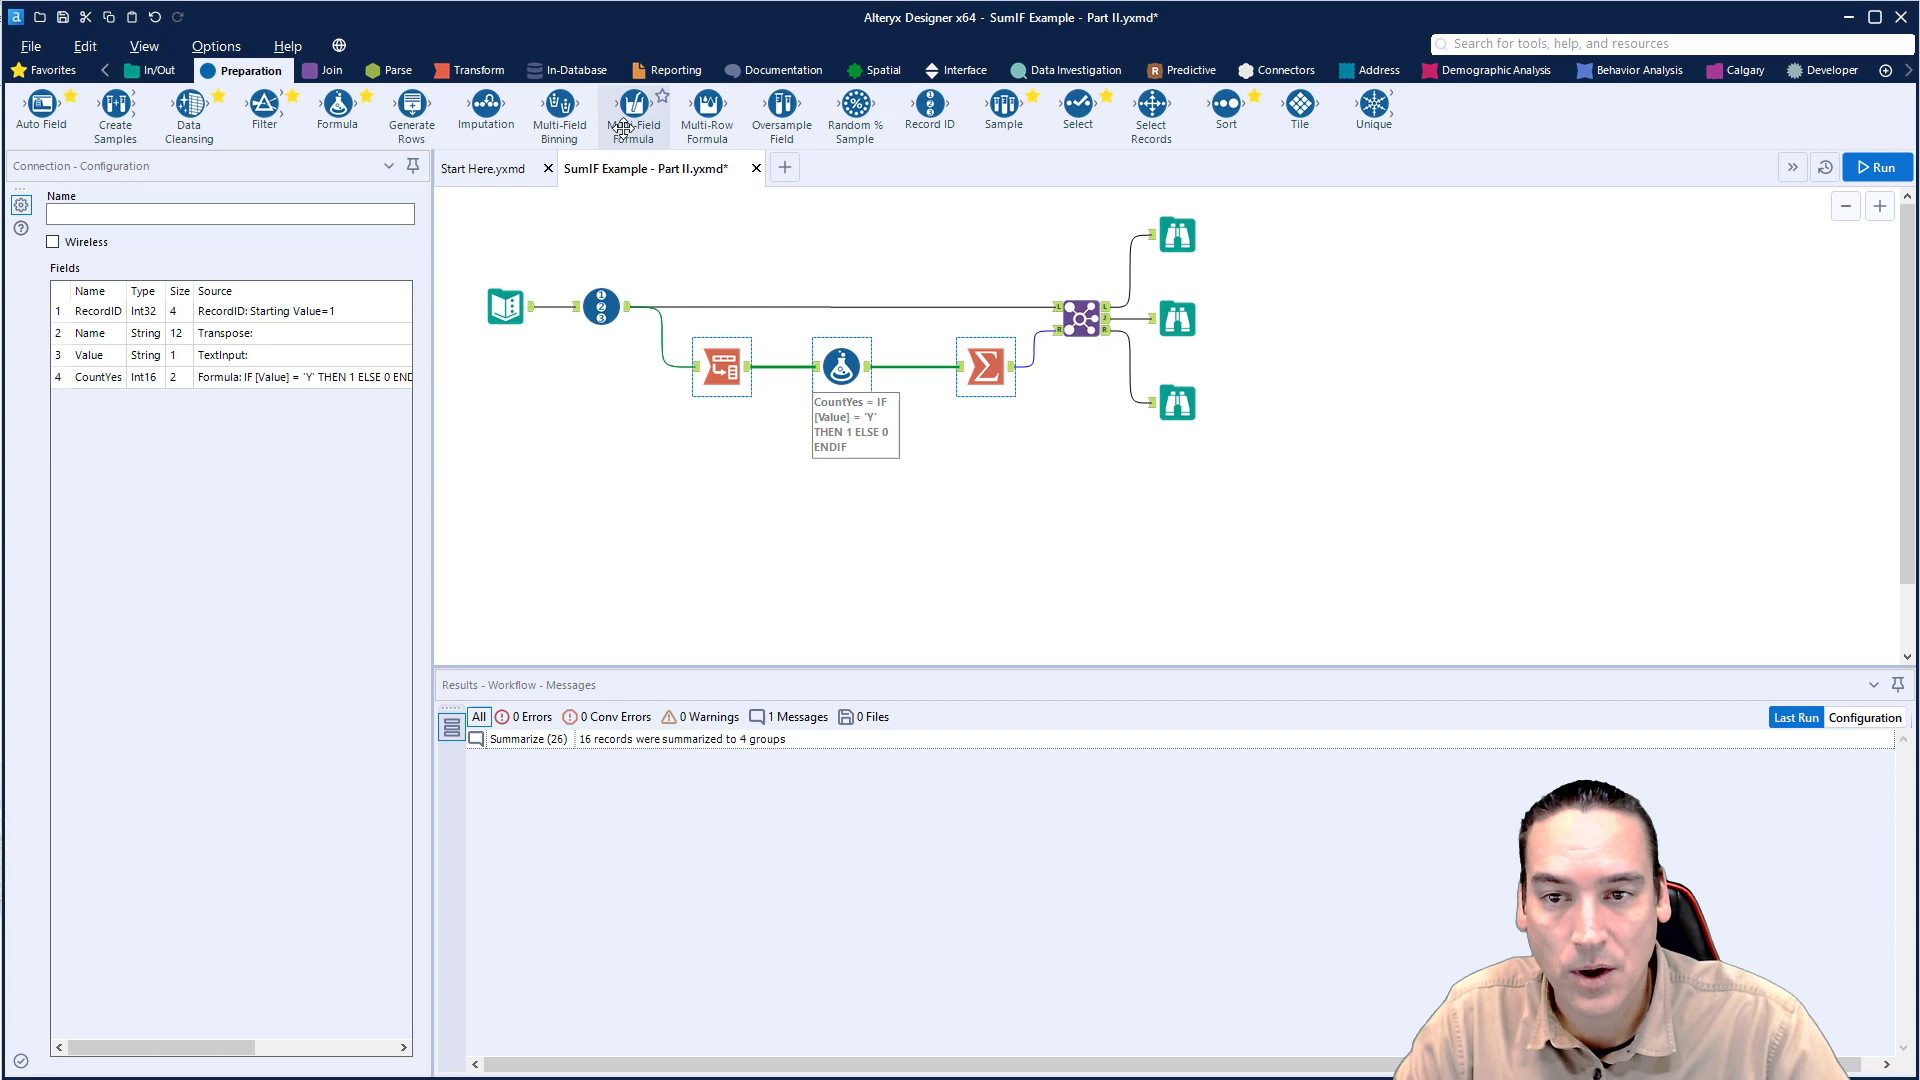 Alteryx Designer x64 - SumIF Example - Part II.yxmd*
File Edit View Options Help
Search for tools, help, and resources
Favorites In/Out Preparation Join Parse Transform In-Database Reporting Documentation Spatial Interface Data Investigation Predictive Connectors Address Demographic Analysis Behavior Analysis Calgary Developer
Auto Field
Create
Samples
Data
Cleansing
Filter
Formula
Generate
Rows
Imputation
Multi-Field
Binning
Formula
Multi-Row
Formula
Oversample
Field
Random %
Sample
Record ID
Sample
Select
Select
Records
Sort
Tile
Unique
Connection - Configuration
Start Here.yxmd
SumIF Example - Part II.yxmd*
Run
Name
Wireless
Fields
Name Type Size Source
1 RecordID Int32 4 RecordID: Starting Value=1
2 Name String 12 Transpose:
3 Value String 1 TextInput:
4 CountYes Int16 2 Formula: IF [Value] = 'Y' THEN 1 ELSE 0 END
1
2
3
L
R
L
J
R
CountYes = IF
[Value] = 'Y'
THEN 1 ELSE 0
ENDIF
Results - Workflow - Messages
All 0 Errors 0 Conv Errors 0 Warnings 1 Messages 0 Files
Last Run Configuration
Summarize (26) 16 records were summarized to 4 groups